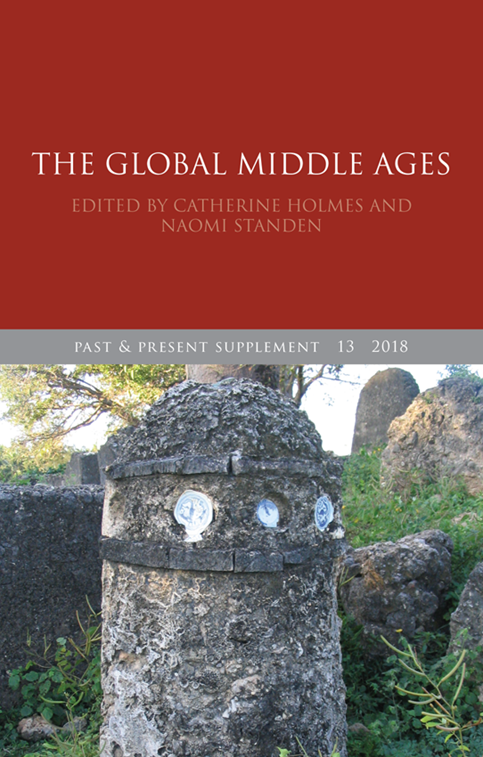 THE GLOBAL MIDDLE AGES
EDITED BY CATHERINE HOLMES AND
NAOMI STANDEN
PAST & PRESENT SUPPLEMENT 13 2018